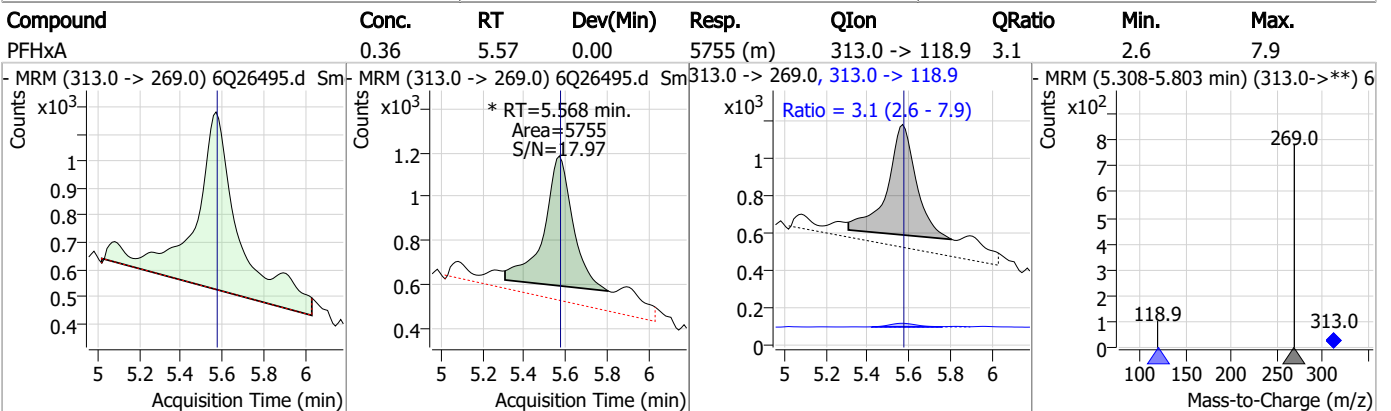 Compound Conc. RT Dev(Min) Resp. QIon QRatio Min. Max.
PFHxA 0.36 5.57 0.00 5755 (m) 313.0 -> 118.9 3.1 2.6 7.9
- MRM (313.0 -> 269.0) 6Q26495.d Sm
Counts
x10³
1
0.9
0.8
0.7
0.6
0.5
0.4
5 5.2 5.4 5.6 5.8 6
Acquisition Time (min)
- MRM (313.0 -> 269.0) 6Q26495.d Sm
Counts
x10³
* RT=5.568 min.
Area=5755
S/N=17.97
1.2
1
0.8
0.6
0.4
5 5.2 5.4 5.6 5.8 6
Acquisition Time (min)
313.0 -> 269.0, 313.0 -> 118.9
Counts
x10³
Ratio = 3.1 (2.6 - 7.9)
1
0.8
0.6
0.4
0.2
0
5 5.2 5.4 5.6 5.8 6
Acquisition Time (min)
- MRM (5.308-5.803 min) (313.0->**) 6
Counts
x10²
8
7
6
5
4
3
2
1
0
269.0
118.9
313.0
100 150 200 250 300
Mass-to-Charge (m/z)